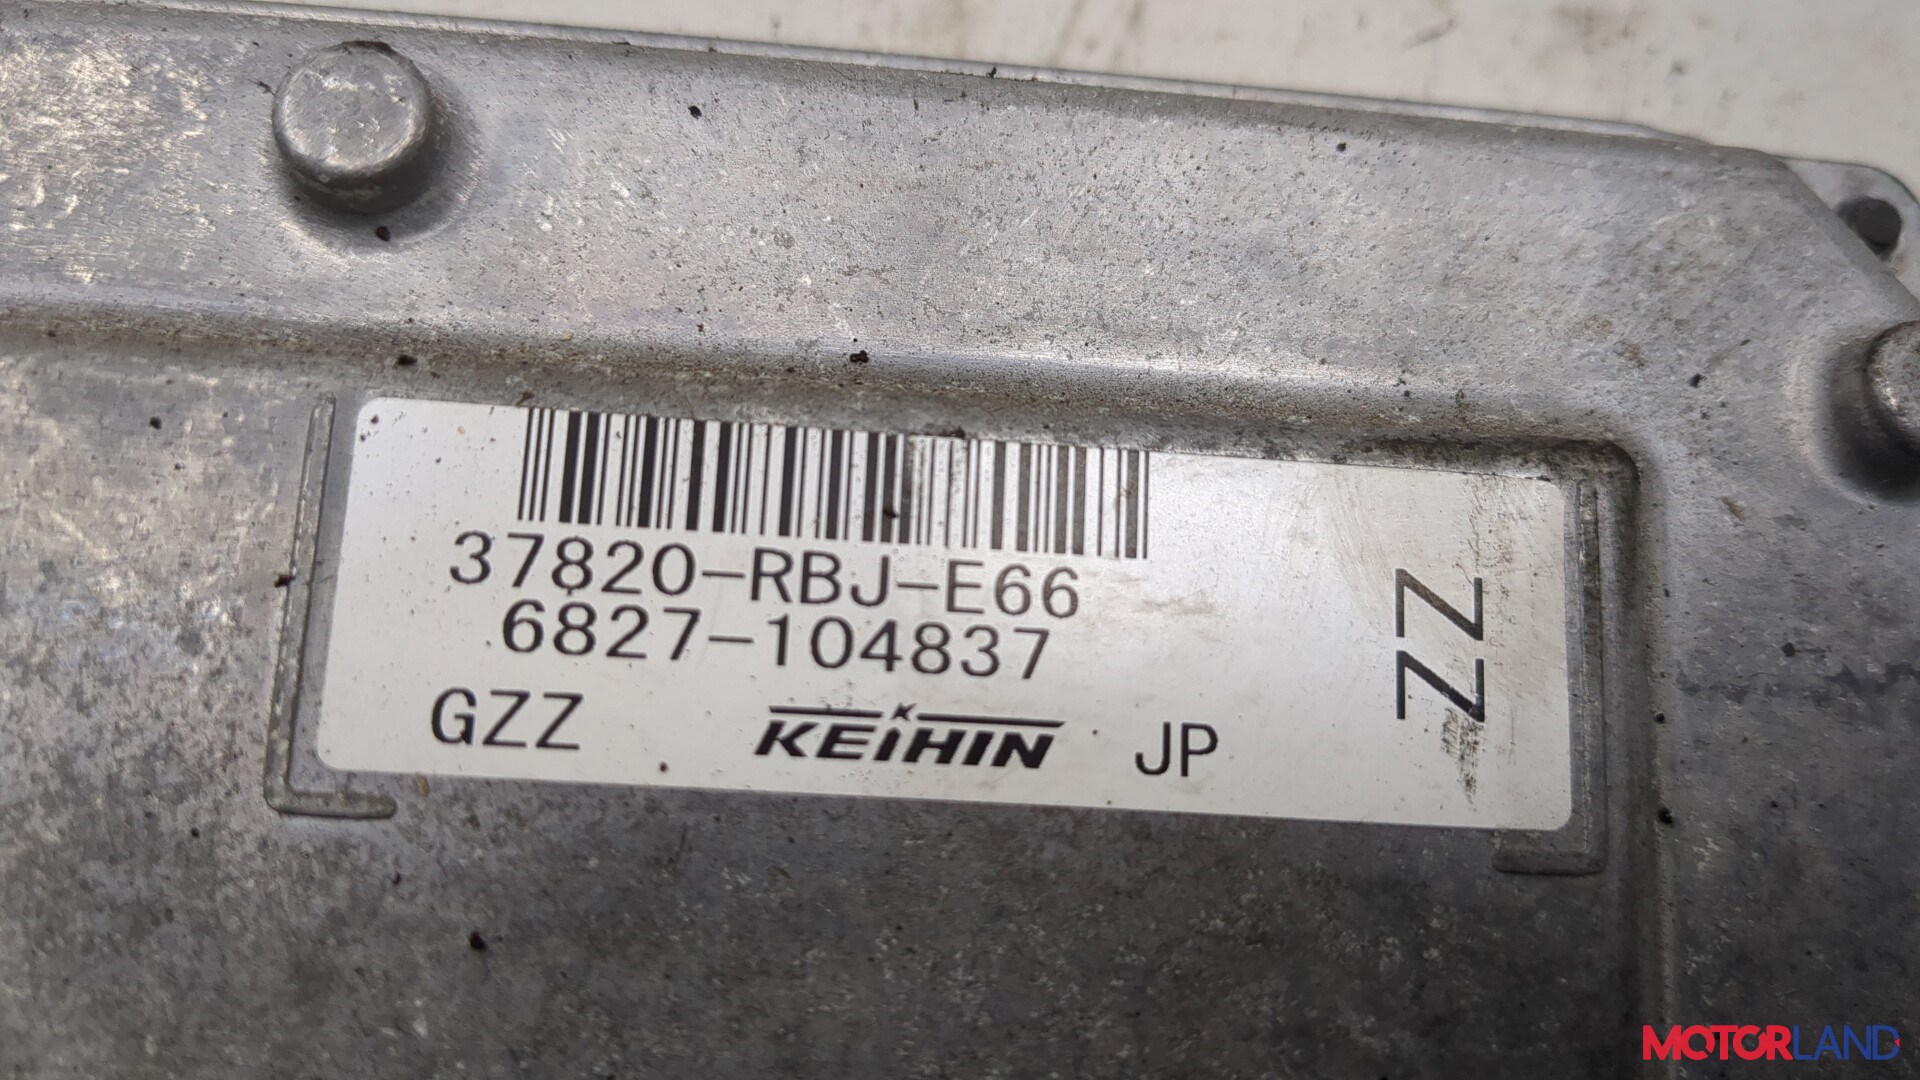 37820-RBJ-E66
6827-104837
GZZ KEIHIN JP
ZZ
MOTORLAND